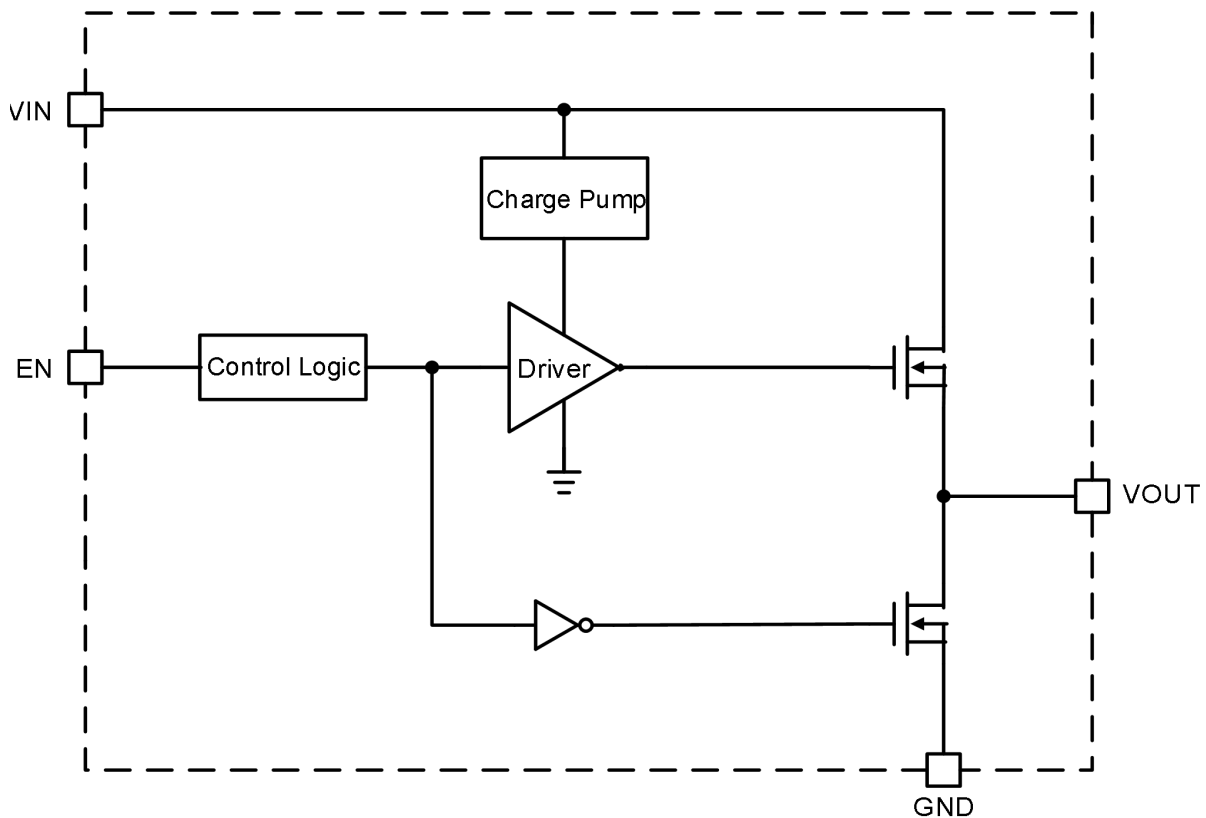 VIN
Charge Pump
EN
Control Logic
Driver
VOUT
GND